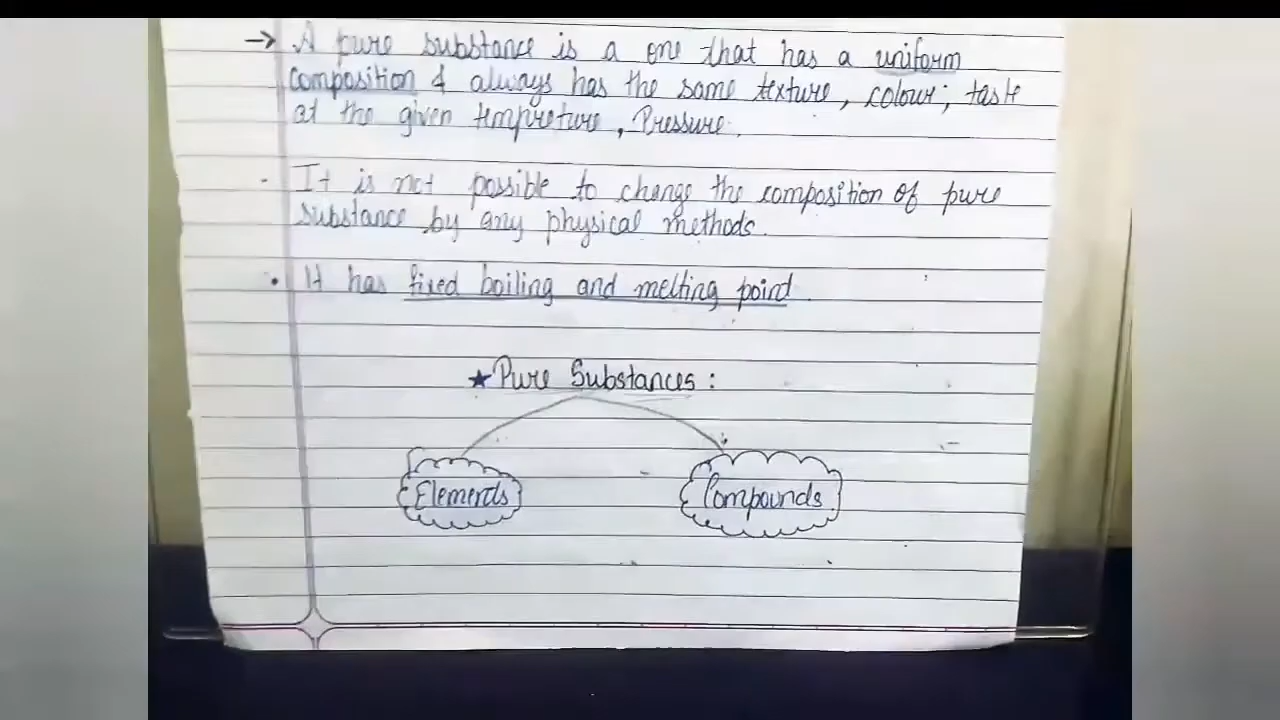 → A pure substance is a one that has a uniform
composition & always has the same texture, colour, taste
at the given tempreture, Pressure.
- It is not possible to change the composition of pure
substance by any physical methods.
• It has fixed boiling and melting point.
★ Pure Substances:
Elements
Compounds